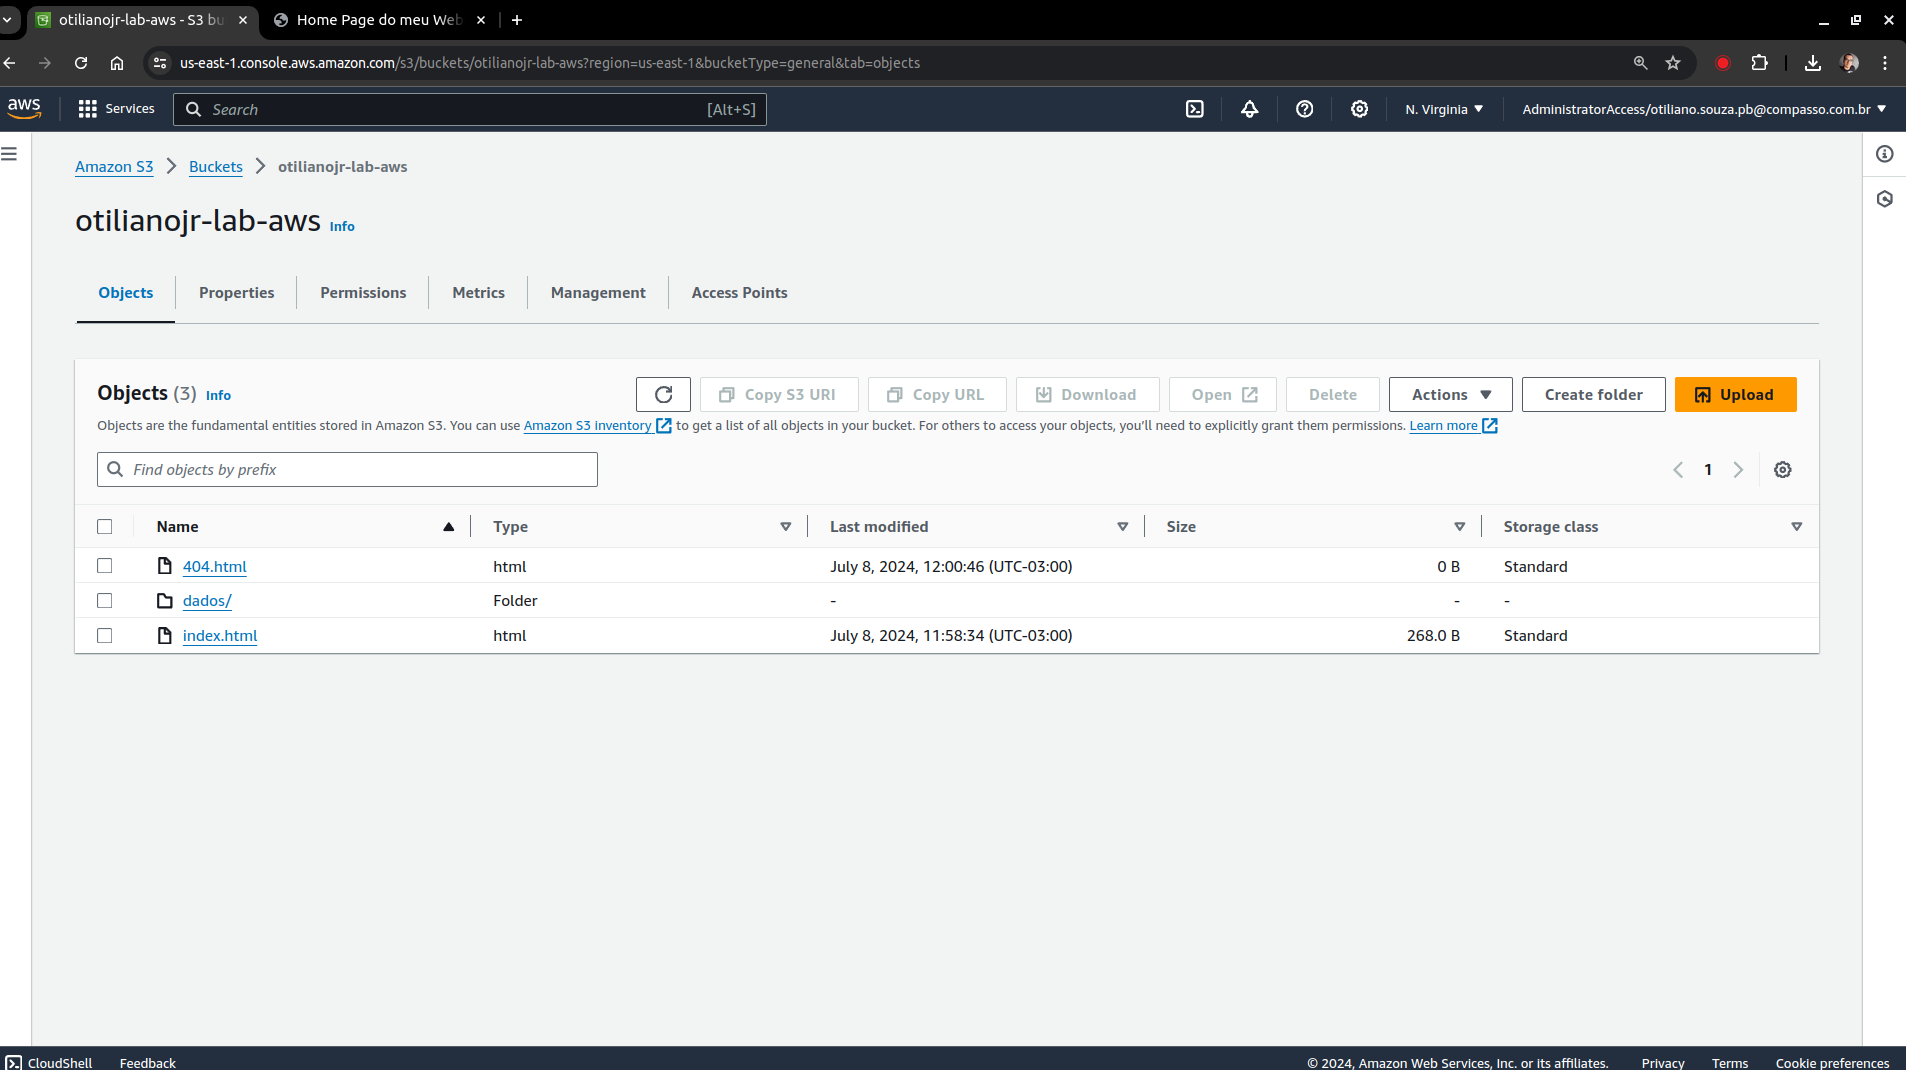 otilianojr-lab-aws - S3 bu
Home Page do meu Web
us-east-1.console.aws.amazon.com/s3/buckets/otilianojr-lab-aws?region=us-east-1&bucketType=general&tab=objects
aws Services Search [Alt+S] N. Virginia AdministratorAccess/otiliano.souza.pb@compasso.com.br
Amazon S3 Buckets otilianojr-lab-aws
otilianojr-lab-aws Info
Objects Properties Permissions Metrics Management Access Points
Objects (3) Info Copy S3 URI Copy URL Download Open Delete Actions Create folder Upload
Objects are the fundamental entities stored in Amazon S3. You can use Amazon S3 inventory to get a list of all objects in your bucket. For others to access your objects, you’ll need to explicitly grant them permissions. Learn more
Find objects by prefix 1
Name Type Last modified Size Storage class
404.html html July 8, 2024, 12:00:46 (UTC-03:00) 0 B Standard
dados/ Folder - - -
index.html html July 8, 2024, 11:58:34 (UTC-03:00) 268.0 B Standard
CloudShell Feedback © 2024, Amazon Web Services, Inc. or its affiliates. Privacy Terms Cookie preferences